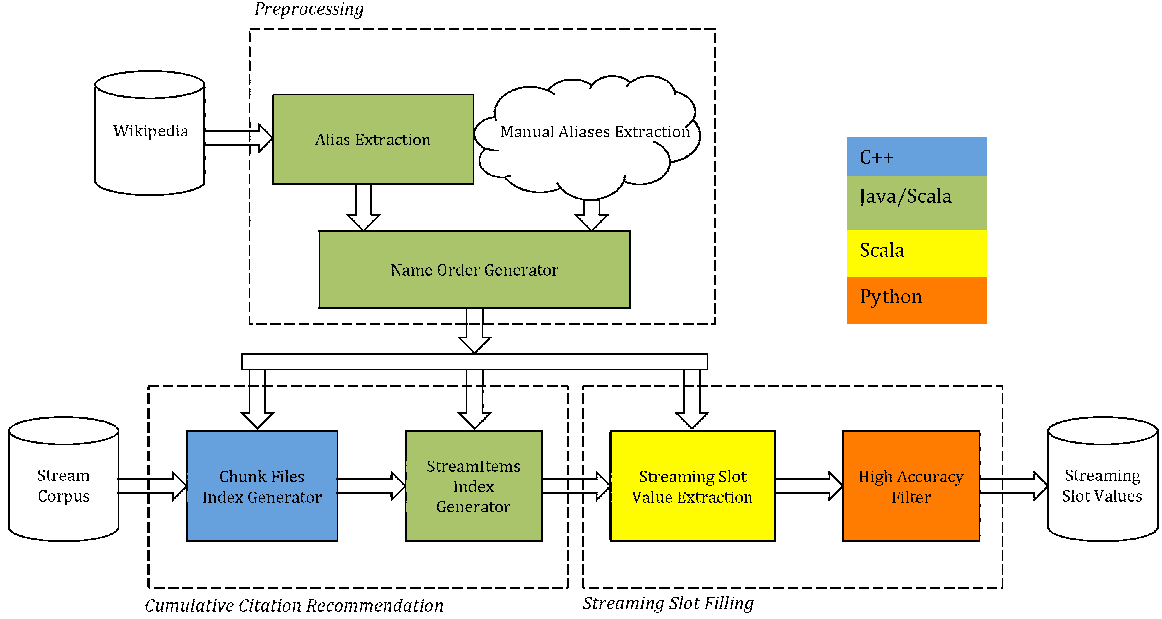 Preprocessing
Wikipedia
Alias Extraction
Manual Aliases Extraction
Name Order Generator
C++
Java/Scala
Scala
Python
Stream
Corpus
Chunk Files
Index Generator
StreamItems
Index
Generator
Streaming Slot
Value Extraction
High Accuracy
Filter
Streaming
Slot Values
Cumulative Citation Recommendation
Streaming Slot Filling